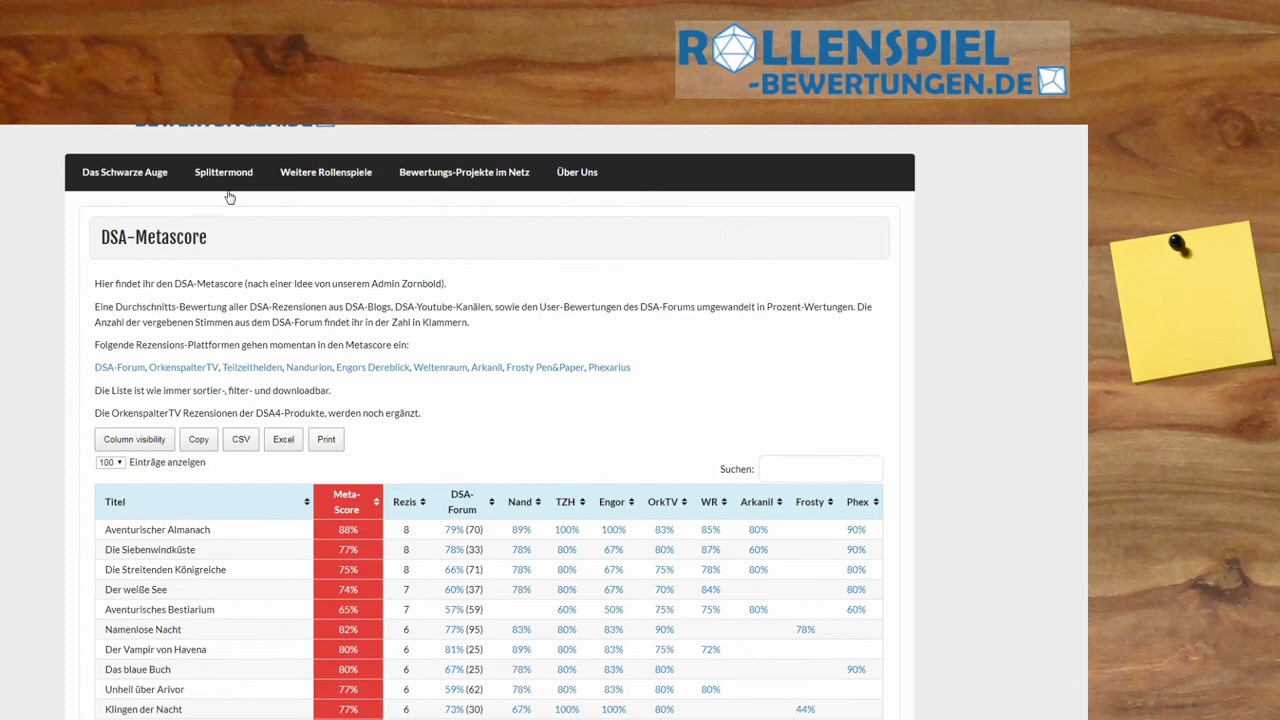 ROLLENSPIEL
-BEWERTUNGEN.DE
Das Schwarze Auge Splittermond Weitere Rollenspiele Bewertungs-Projekte im Netz Über Uns
DSA-Metascore
Hier findet ihr den DSA-Metascore (nach einer Idee von unserem Admin Zornbold).
Eine Durchschnitts-Bewertung aller DSA-Rezensionen aus DSA-Blogs, DSA-Youtube-Kanälen, sowie den User-Bewertungen des DSA-Forums umgewandelt in Prozent-Wertungen. Die
Anzahl der vergebenen Stimmen aus dem DSA-Forum findet ihr in der Zahl in Klammern.
Folgende Rezensions-Plattformen gehen momentan in den Metascore ein:
DSA-Forum, OrkenspalterTV, Teilzeithelden, Nandurion, Engors Dereblick, Weltenraum, Arkanil, Frosty Pen&Paper, Phexarius
Die Liste ist wie immer sortier-, filter- und downloadbar.
Die OrkenspalterTV Rezensionen der DSA4-Produkte, werden noch ergänzt.
Column visibility Copy CSV Excel Print
100 Einträge anzeigen
Suchen:
Titel Meta-Score Rezis DSA-Forum Nand TZH Engor OrkTV WR Arkanil Frosty Phex
Aventurischer Almanach 88% 8 79% (70) 89% 100% 100% 83% 85% 80% 90%
Die Siebenwindküste 77% 8 78% (33) 78% 80% 67% 80% 87% 60% 90%
Die Streitenden Königreiche 75% 8 66% (71) 78% 80% 67% 75% 78% 80% 80%
Der weiße See 74% 7 60% (37) 78% 80% 67% 70% 84% 80%
Aventurisches Bestiarium 65% 7 57% (59) 60% 50% 75% 75% 80% 60%
Namenlose Nacht 82% 6 77% (95) 83% 80% 83% 90% 78%
Der Vampir von Havena 80% 6 81% (25) 89% 80% 83% 75% 72%
Das blaue Buch 80% 6 67% (25) 78% 80% 83% 80% 90%
Unheil über Arivor 77% 6 59% (62) 78% 80% 83% 80% 80%
Klingen der Nacht 77% 6 73% (30) 67% 100% 100% 80% 44%